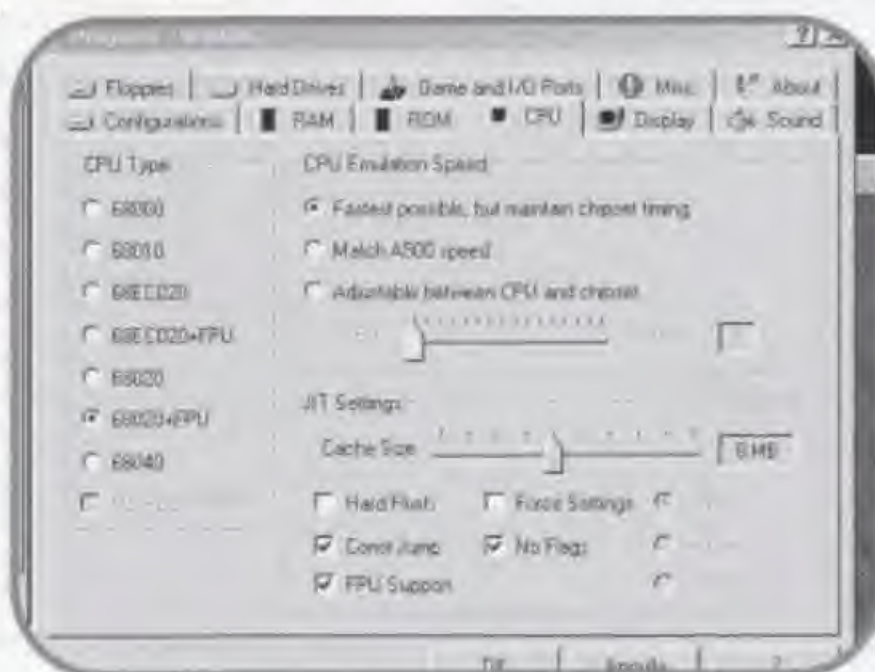 Floppies Hard Drives Game and I/O Ports Misc About
Configurations RAM ROM CPU Display Sound
CPU Type
68000
68010
68EC020
68EC020+FPU
68020
68020+FPU
68040
CPU Emulation Speed
Fastest possible, but maintain chipset timing
Match A500 speed
Adjustable between CPU and chipset
JIT Settings
Cache Size 8 MB
Hard Flush Force Settings
Const Jump No Flags
FPU Support